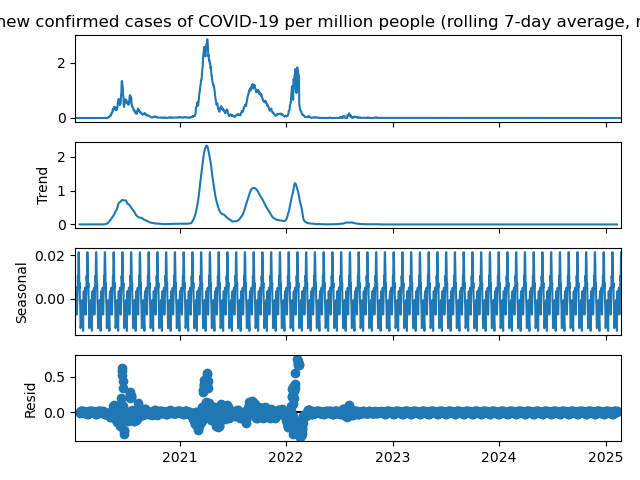 new confirmed cases of COVID-19 per million people (rolling 7-day average,
2
0
Trend
2
1
0
Seasonal
0.02
0.00
Resid
0.5
0.0
2021 2022 2023 2024 2025